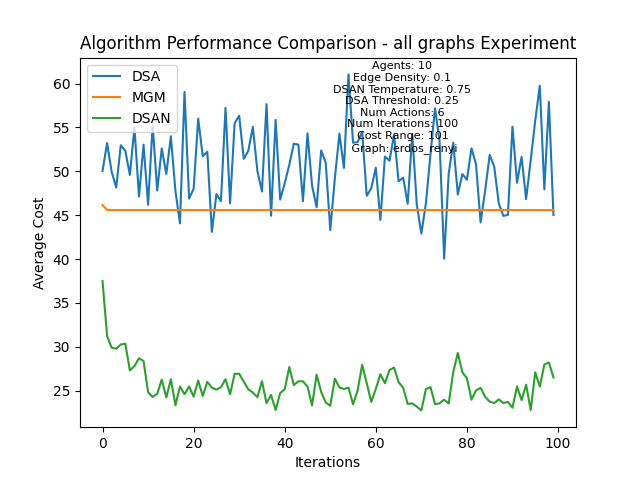 Algorithm Performance Comparison - all graphs Experiment
DSA
MGM
DSAN
Agents: 10
Edge Density: 0.1
DSAN Temperature: 0.75
DSA Threshold: 0.25
Num Actions:
Num Iterations: 100
Cost Range: 101
Graph: erdos_renyi
Average Cost
60
55
50
45
40
35
30
25
0 20 40 60 80 100
Iterations